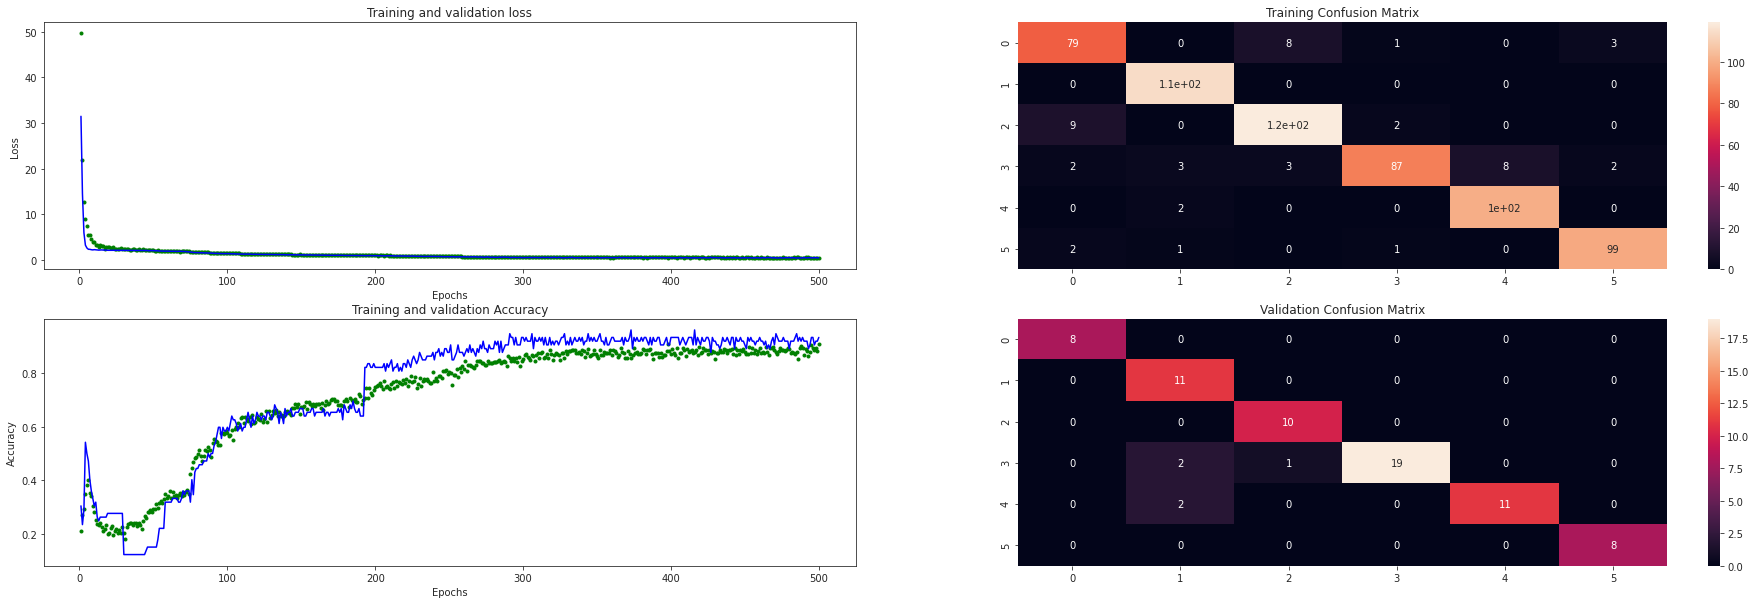 Training and validation loss
50
40
30
20
10
0
Loss
0 100 200 300 400 500
Epochs
Training and validation Accuracy
0.8
0.6
0.4
0.2
Accuracy
0 100 200 300 400 500
Epochs
Training Confusion Matrix
0 79 0 8 1 0 3
1 0 1.1e+02 0 0 0 0
2 9 0 1.2e+02 2 0 0
3 2 3 3 87 8 2
4 0 2 0 0 1e+02 0
5 2 1 0 1 0 99
0 1 2 3 4 5
100
80
60
40
20
0
Validation Confusion Matrix
0 8 0 0 0 0 0
1 0 11 0 0 0 0
2 0 0 10 0 0 0
3 0 2 1 19 0 0
4 0 2 0 0 11 0
5 0 0 0 0 0 8
0 1 2 3 4 5
17.5
15.0
12.5
10.0
7.5
5.0
2.5
0.0